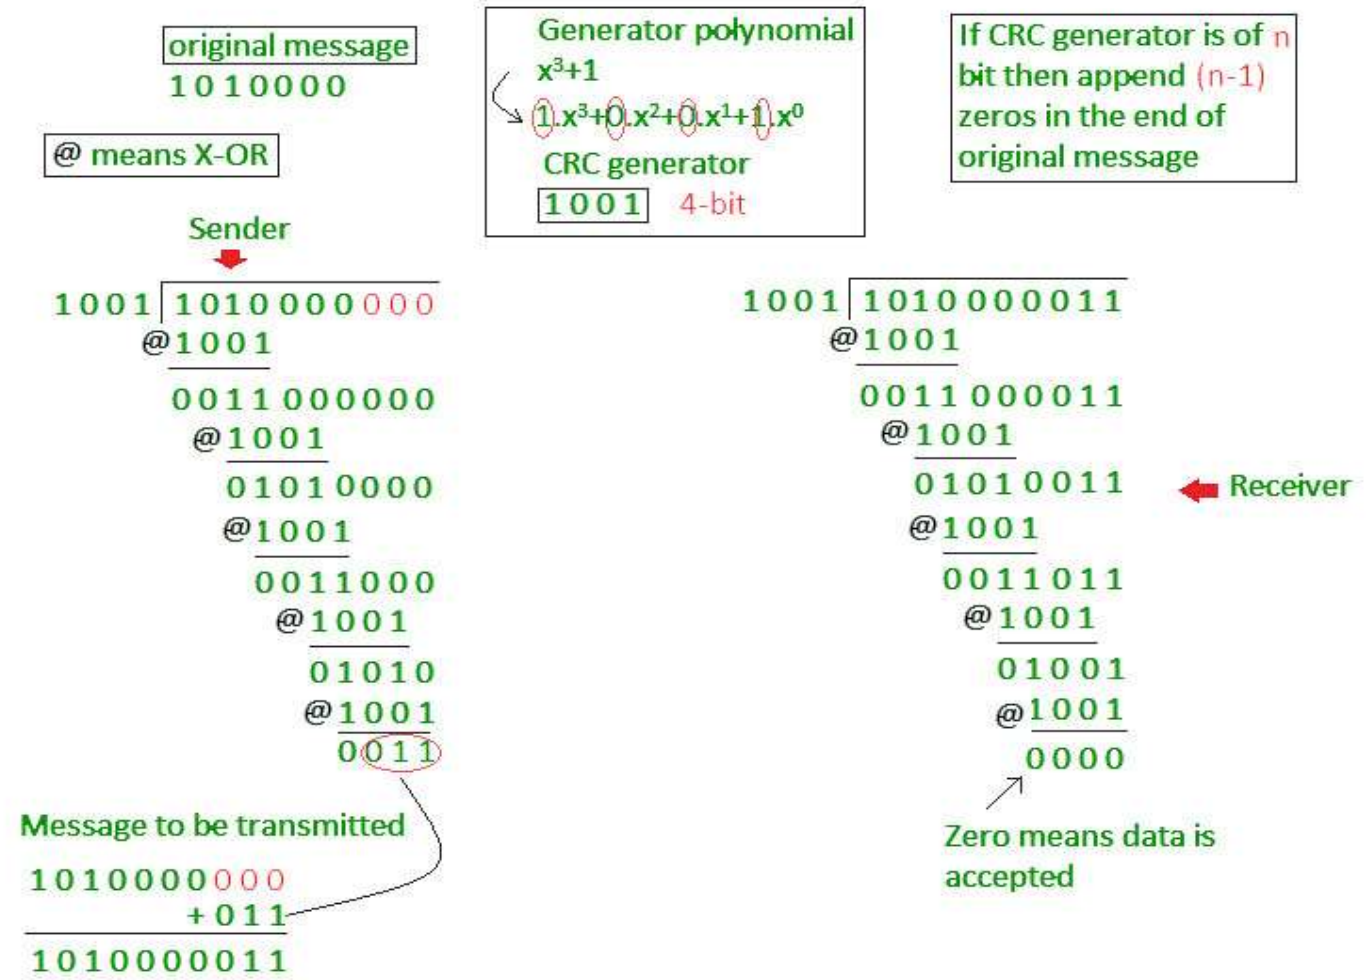 original message
1010000
@ means X-OR
Generator polynomial
x³+1
1.x³+0.x²+0.x¹+1.x⁰
CRC generator
1001 4-bit
If CRC generator is of n
bit then append (n-1)
zeros in the end of
original message
Sender
1001 1010000000
@1001
0011000000
@1001
01010000
@1001
0011000
@1001
01010
@1001
0011
Message to be transmitted
1010000000
+011
1010000011
1001 1010000011
@1001
0011000011
@1001
01010011
Receiver
@1001
0011011
@1001
01001
@1001
0000
Zero means data is
accepted